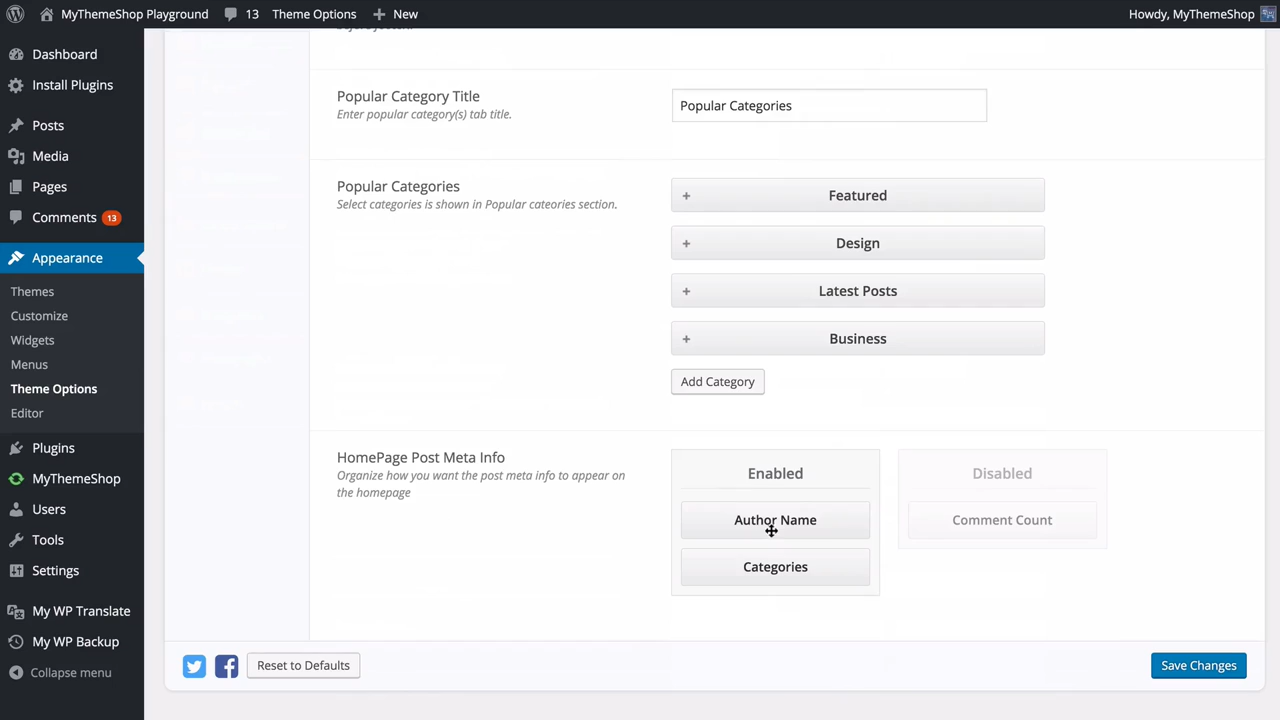 MyThemeShop Playground 13 Theme Options New Howdy, MyThemeShop
Dashboard
Install Plugins
Posts
Media
Pages
Comments 13
Appearance
Themes
Customize
Widgets
Menus
Theme Options
Editor
Plugins
MyThemeShop
Users
Tools
Settings
My WP Translate
My WP Backup
Collapse menu
Popular Category Title
Enter popular category(s) tab title.
Popular Categories
Popular Categories
Select categories is shown in Popular cateories section.
+ Featured
+ Design
+ Latest Posts
+ Business
Add Category
HomePage Post Meta Info
Organize how you want the post meta info to appear on
the homepage
Enabled
Author Name
Categories
Disabled
Comment Count
Reset to Defaults
Save Changes